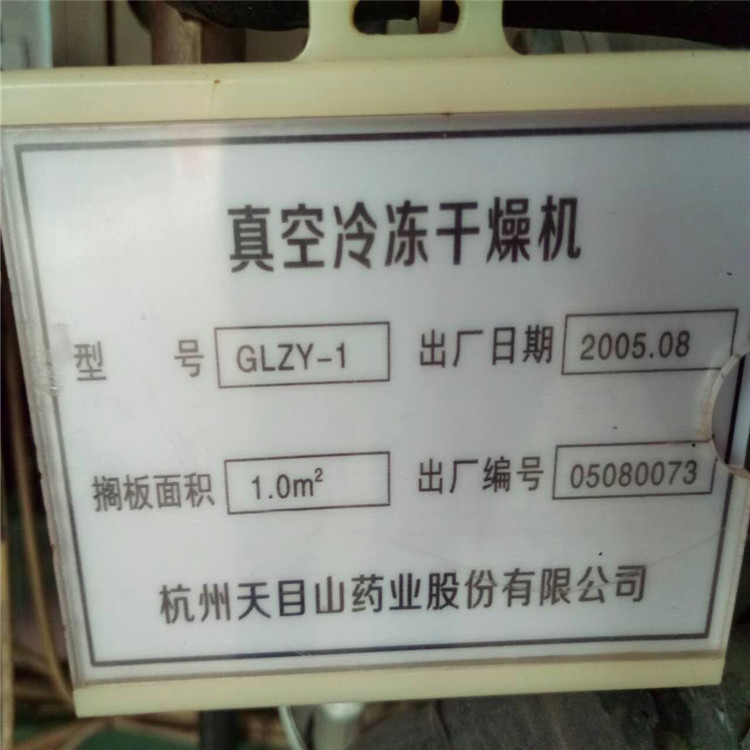 真空冷冻干燥机
型 号 GLZY-1 出厂日期 2005.08
搁板面积 1.0m² 出厂编号 05080073
杭州天目山药业股份有限公司